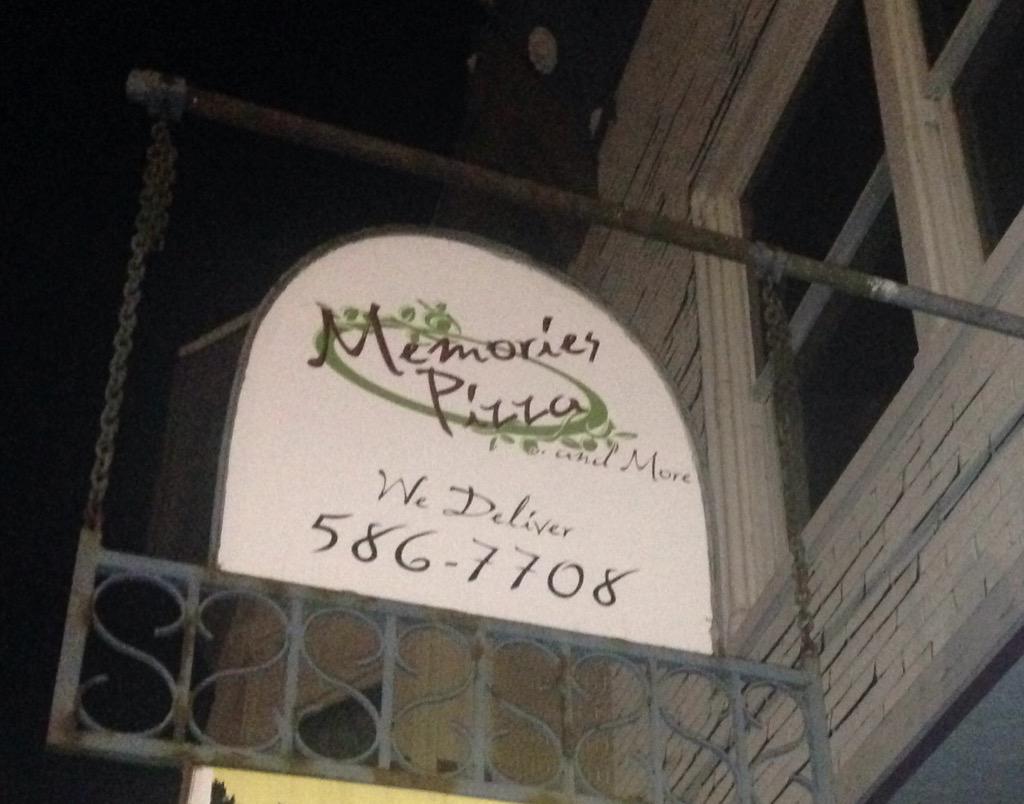 Memories
Pizza
... and More
We Deliver
586-7708